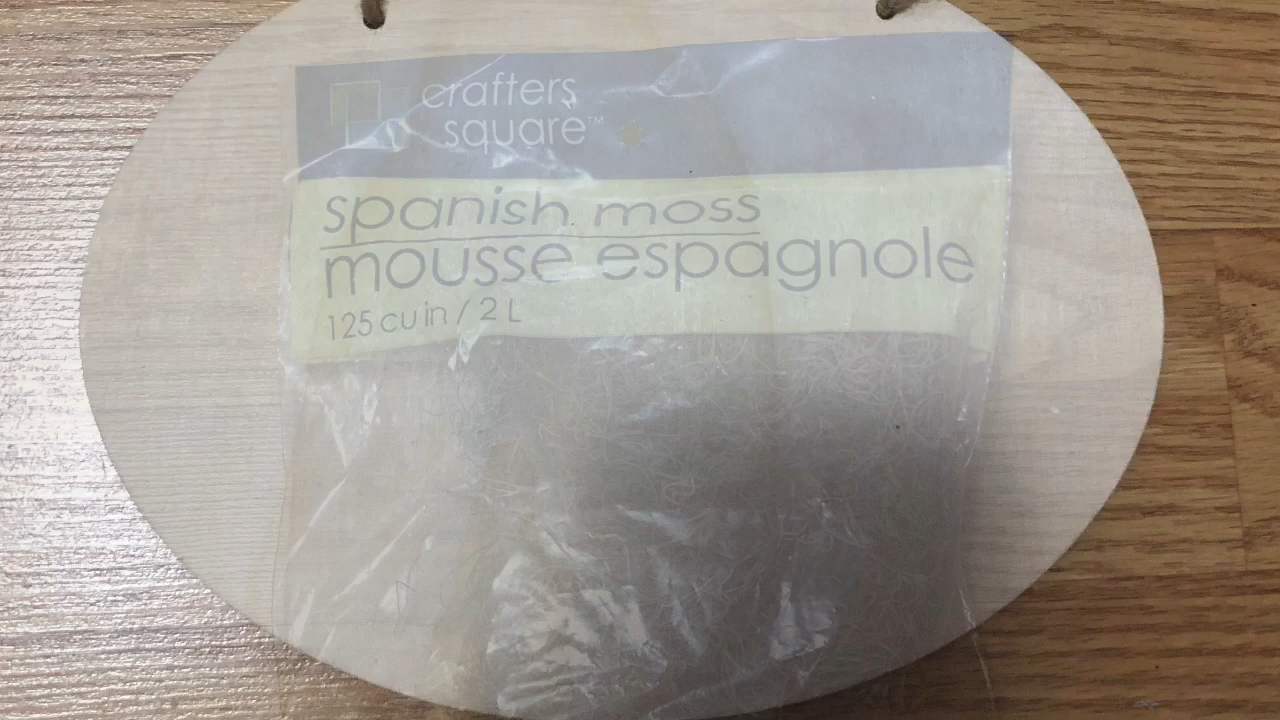 crafters
square™
spanish moss
mousse espagnole
125 cu in / 2 L